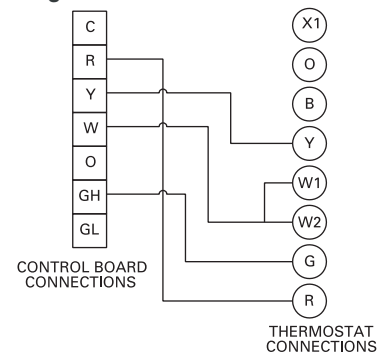 C
R
Y
W
O
GH
GL
CONTROL BOARD
CONNECTIONS
X1
O
B
Y
W1
W2
G
R
THERMOSTAT
CONNECTIONS